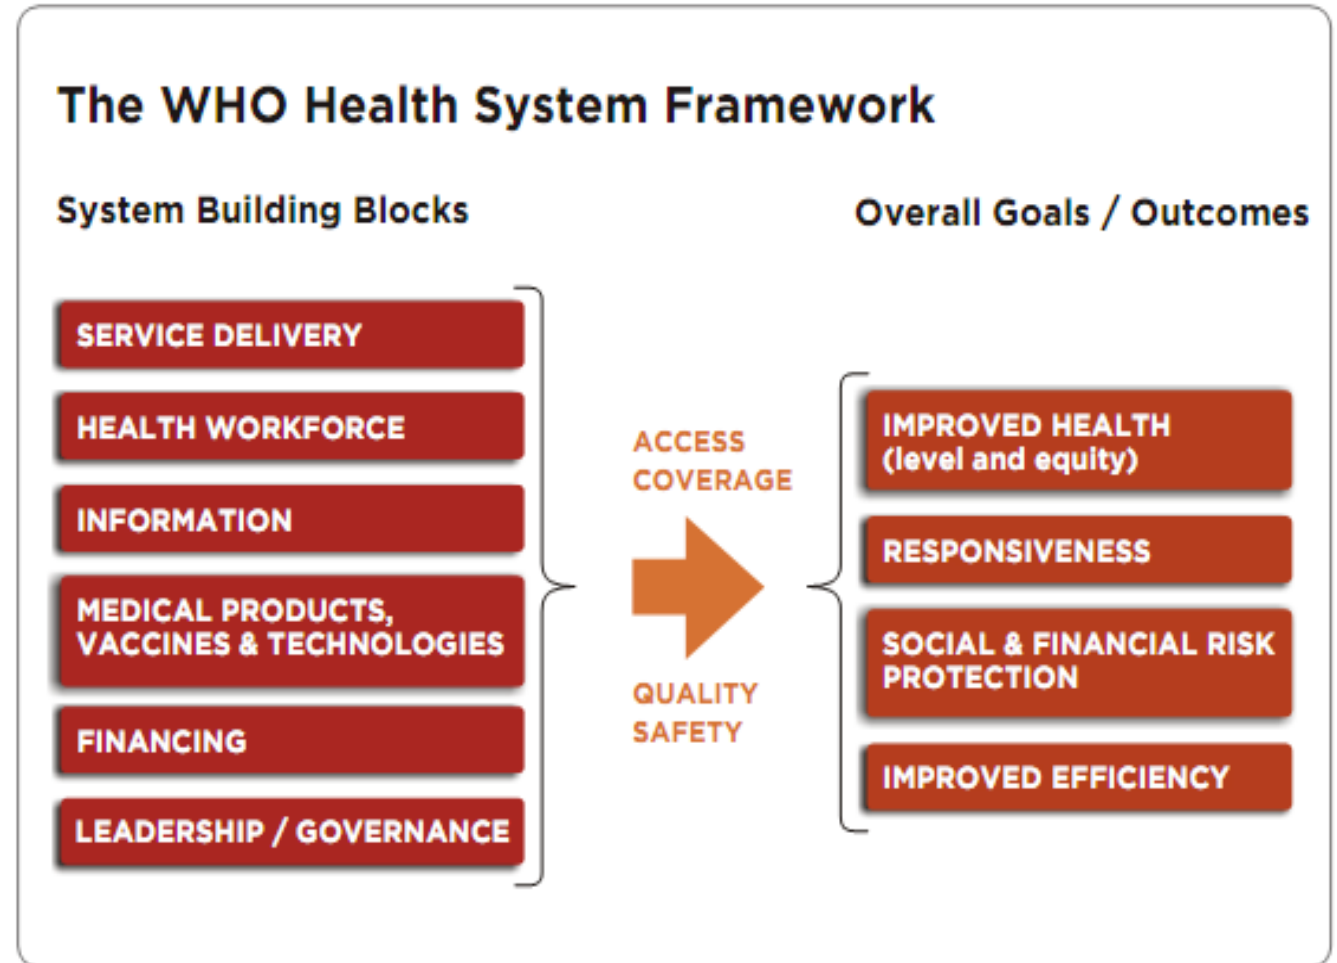 The WHO Health System Framework
System Building Blocks
Overall Goals / Outcomes
SERVICE DELIVERY
HEALTH WORKFORCE
INFORMATION
MEDICAL PRODUCTS,
VACCINES & TECHNOLOGIES
FINANCING
LEADERSHIP / GOVERNANCE
ACCESS
COVERAGE
QUALITY
SAFETY
IMPROVED HEALTH
(level and equity)
RESPONSIVENESS
SOCIAL & FINANCIAL RISK
PROTECTION
IMPROVED EFFICIENCY